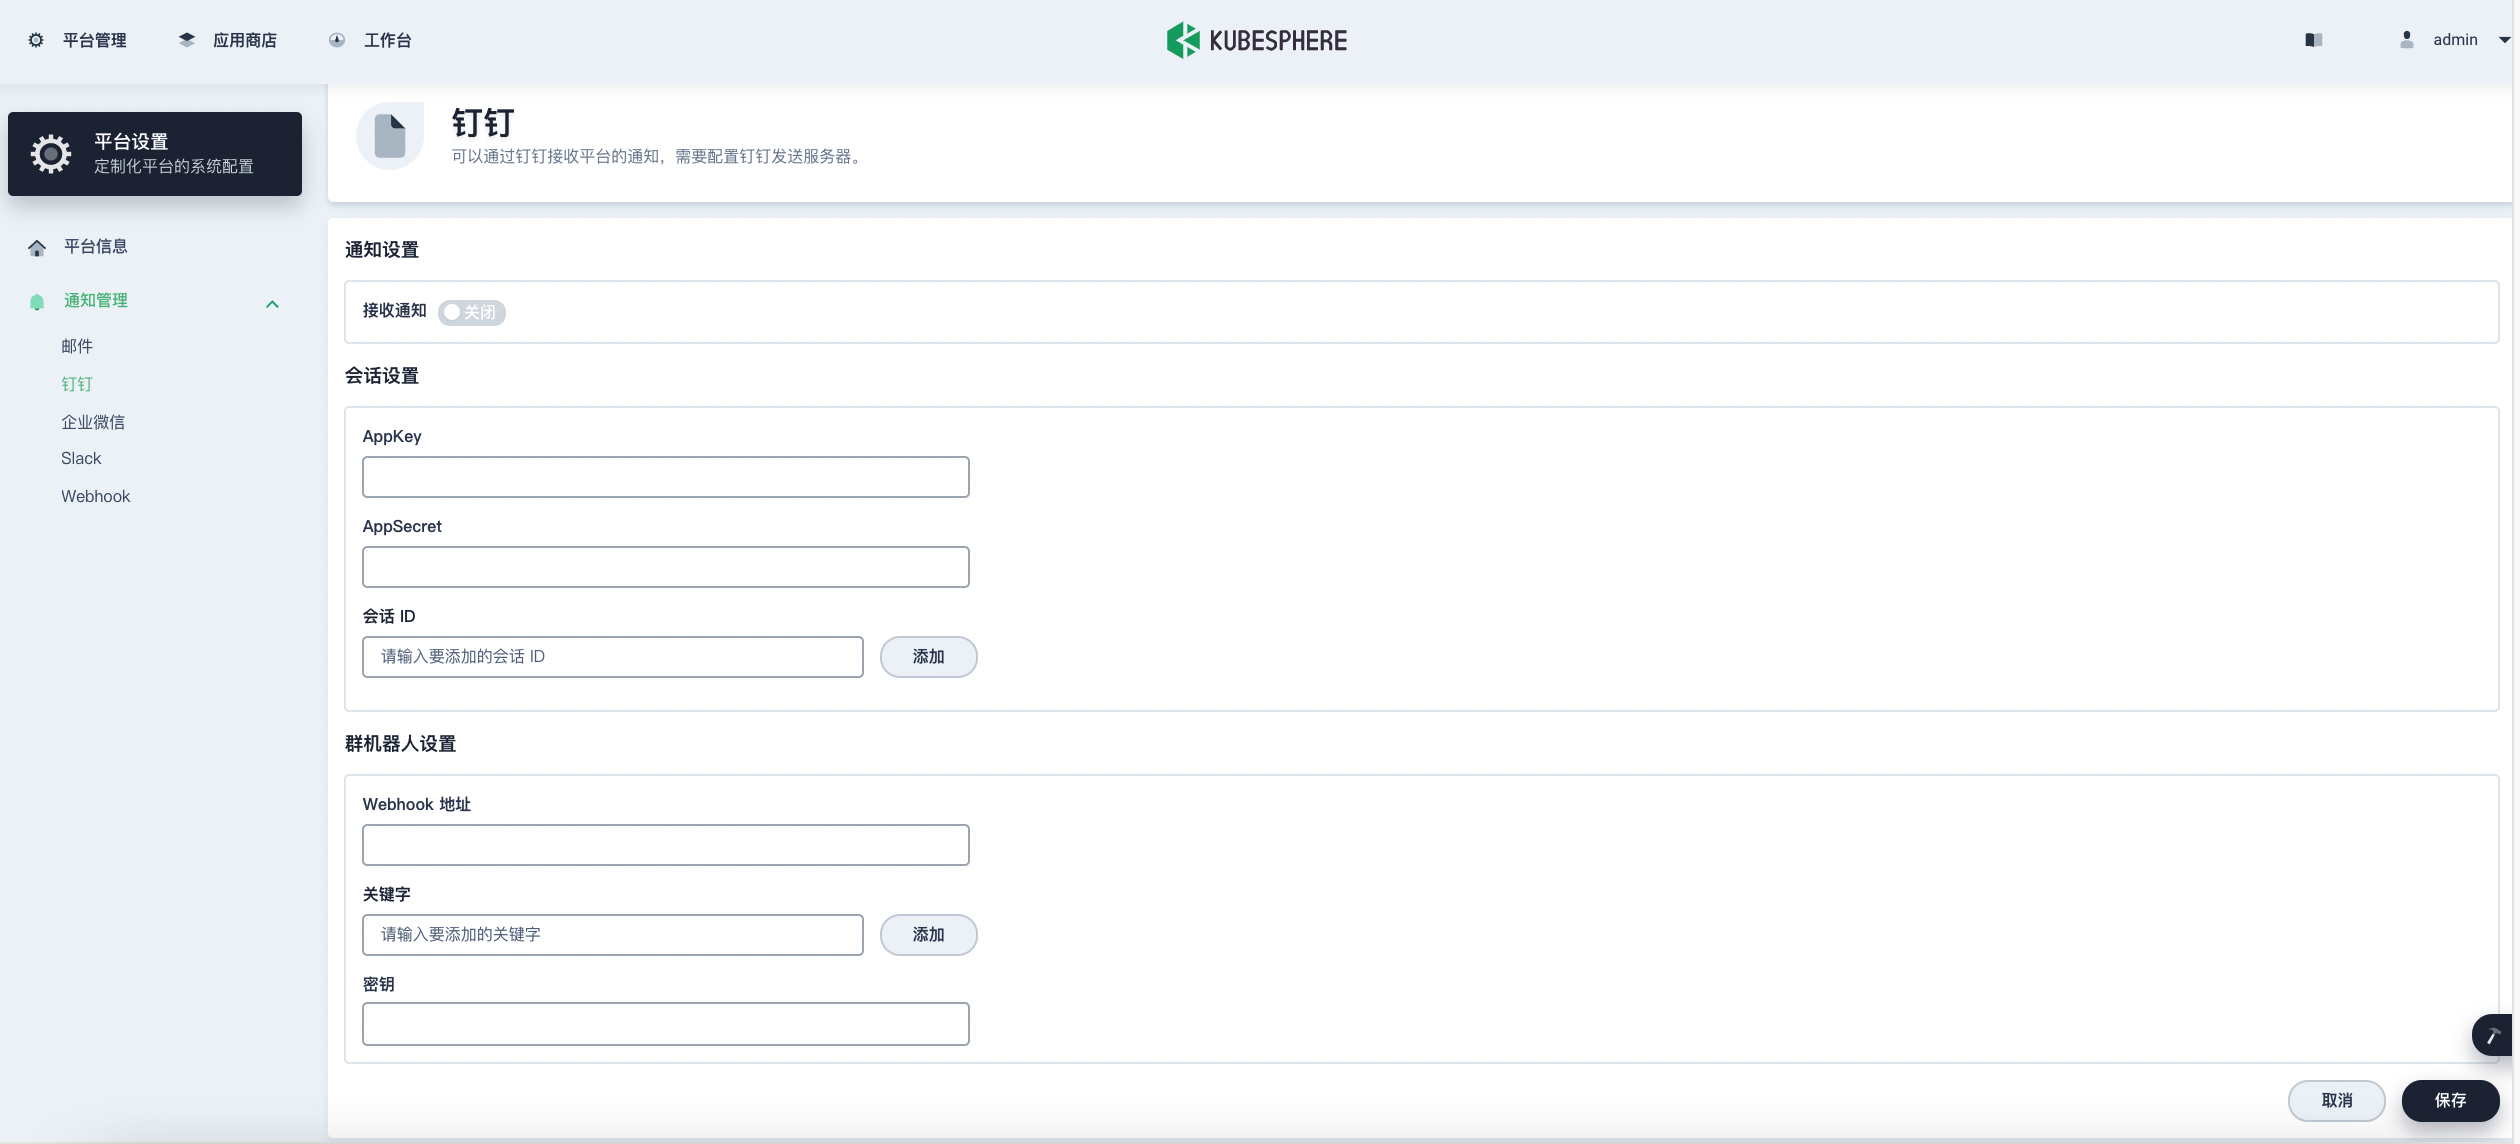 平台管理
应用商店
工作台
KUBESPHERE
admin
平台设置
定制化平台的系统配置
平台信息
通知管理
邮件
钉钉
企业微信
Slack
Webhook
钉钉
可以通过钉钉接收平台的通知，需要配置钉钉发送服务器。
通知设置
接收通知 关闭
会话设置
AppKey
AppSecret
会话 ID
请输入要添加的会话 ID
添加
群机器人设置
Webhook 地址
关键字
请输入要添加的关键字
添加
密钥
取消
保存